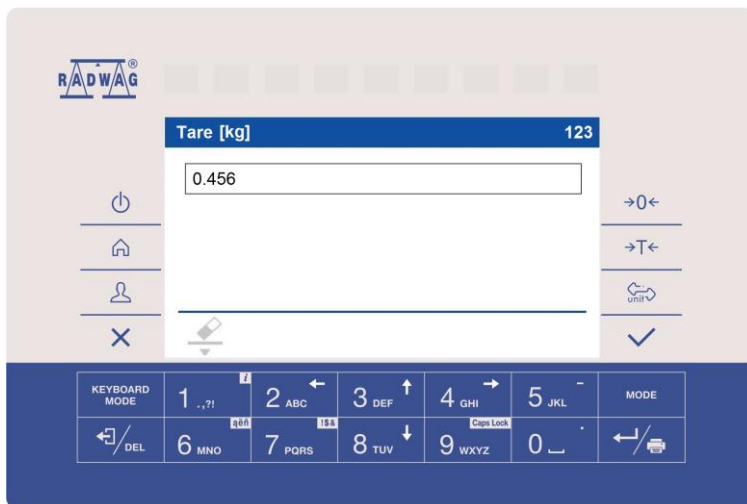 RADWAG®
Tare [kg] 123
0.456
→0←
→T←
unit
KEYBOARD MODE
1 .,?!
i
2 ABC
←
3 DEF
↑
4 GHI
→
5 JKL
-
MODE
/DEL
6 MNO
ąëñ
7 PQRS
!$&
8 TUV
↓
9 WXYZ
Caps Lock
0
.